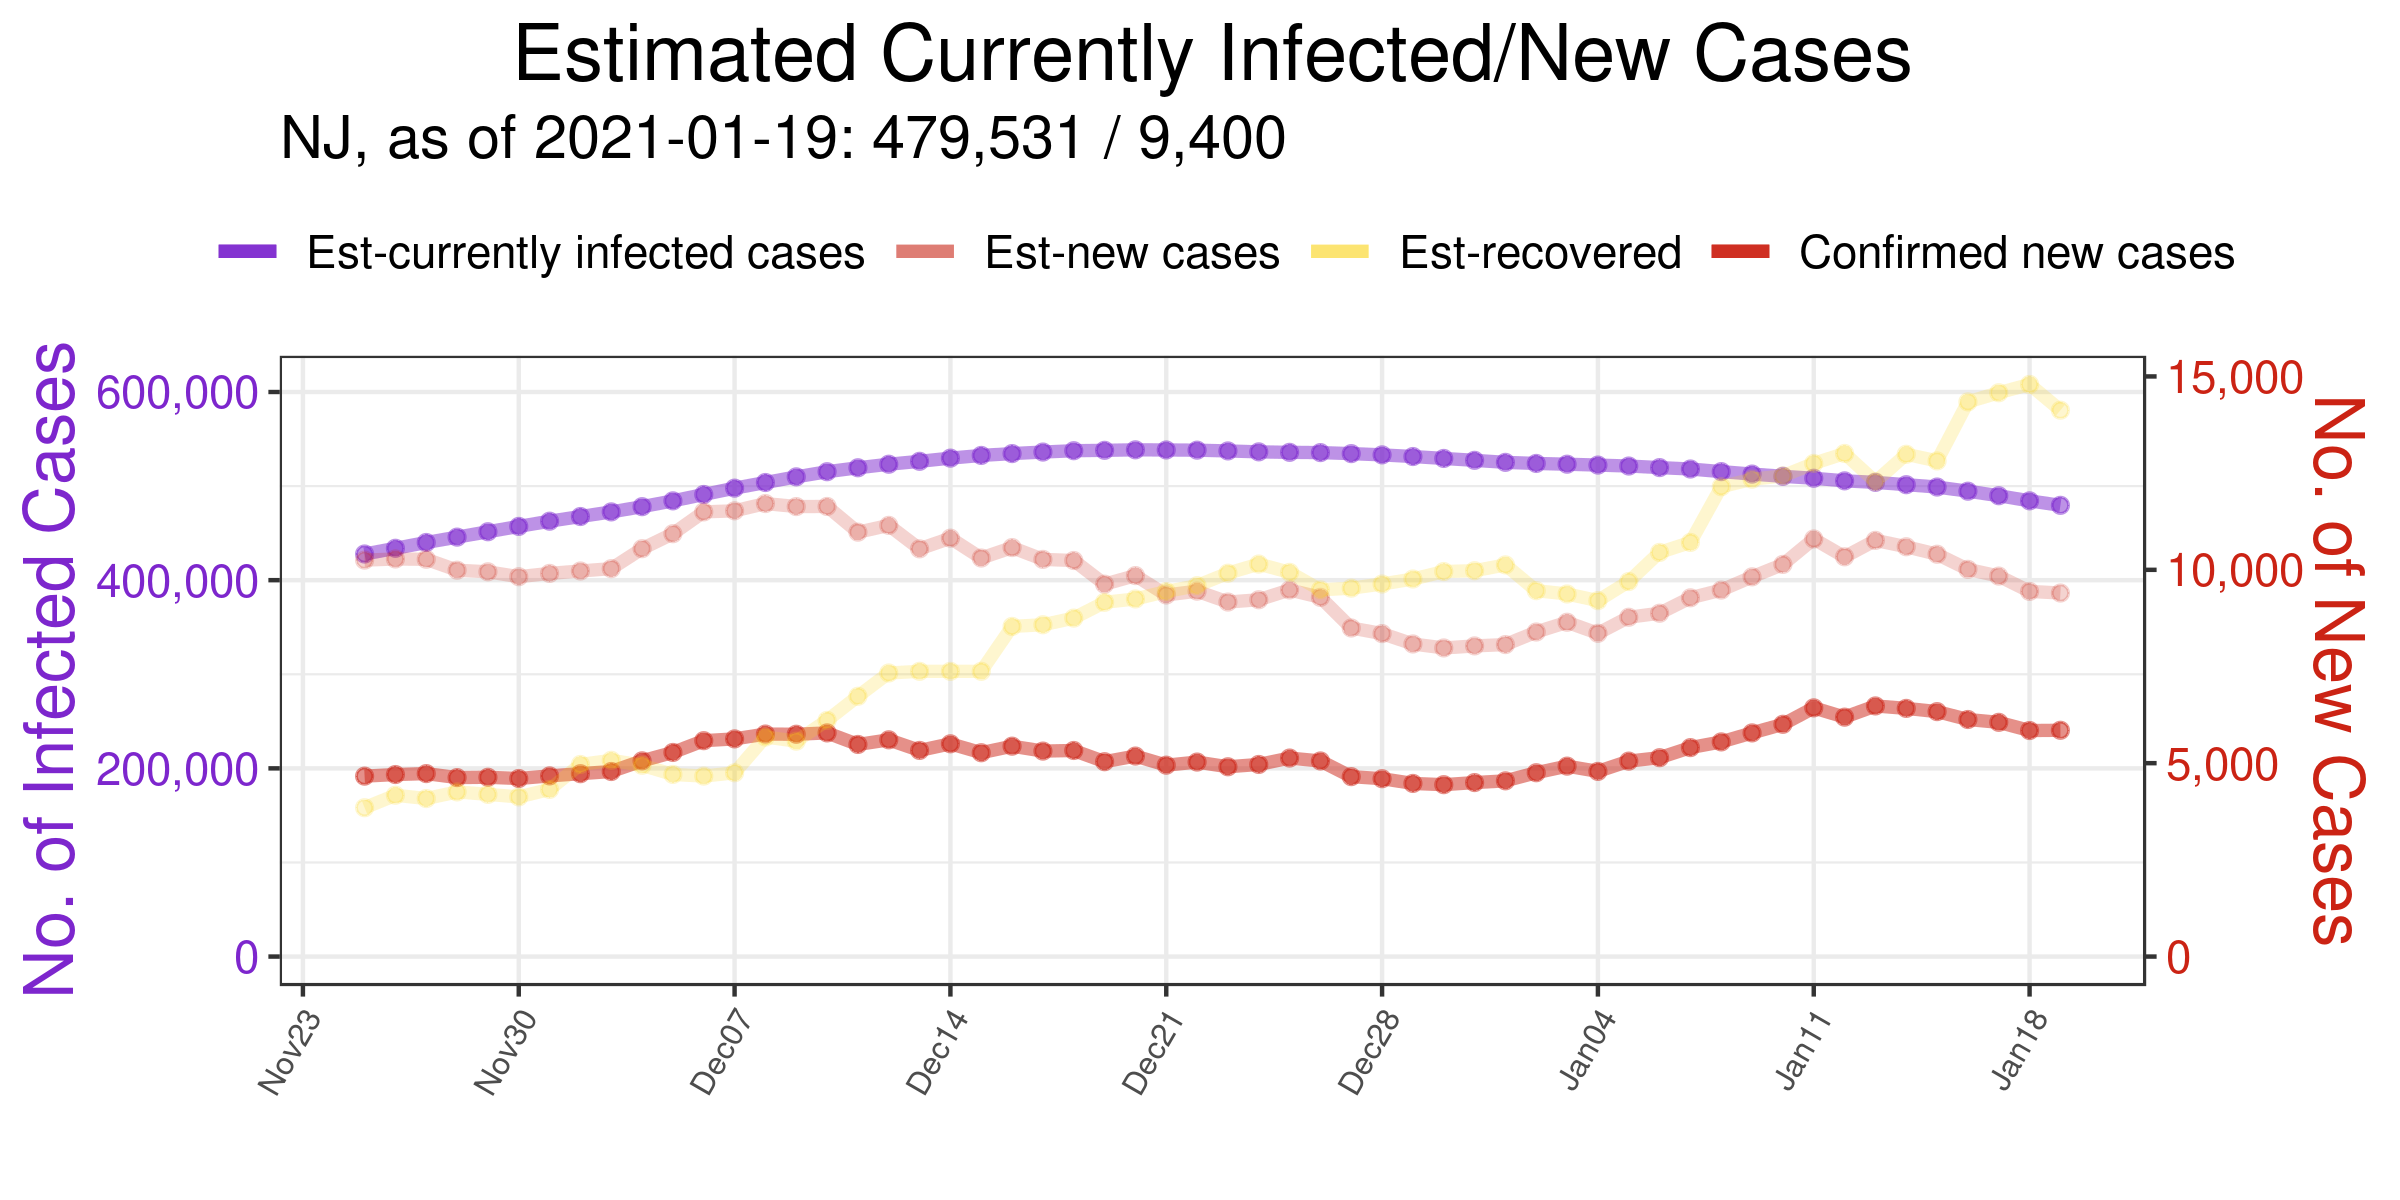 Estimated Currently Infected/New Cases
NJ, as of 2021-01-19: 479,531 / 9,400
Est-currently infected cases Est-new cases Est-recovered Confirmed new cases
No. of Infected Cases
600,000
400,000
200,000
0
15,000
10,000
5,000
0
No. of New Cases
Nov23 Nov30 Dec07 Dec14 Dec21 Dec28 Jan04 Jan11 Jan18